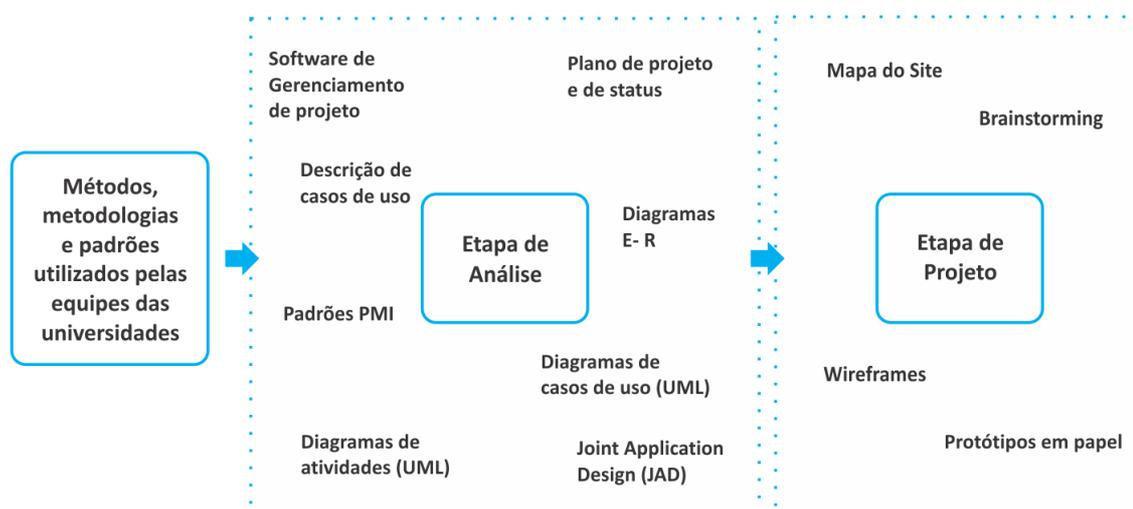 Métodos,
metodologias
e padrões
utilizados pelas
equipes das
universidades
Software de
Gerenciamento
de projeto
Plano de projeto
e de status
Descrição de
casos de uso
Etapa de
Análise
Diagramas
E- R
Padrões PMI
Diagramas de
casos de uso (UML)
Diagramas de
atividades (UML)
Joint Application
Design (JAD)
Mapa do Site
Brainstorming
Etapa de
Projeto
Wireframes
Protótipos em papel